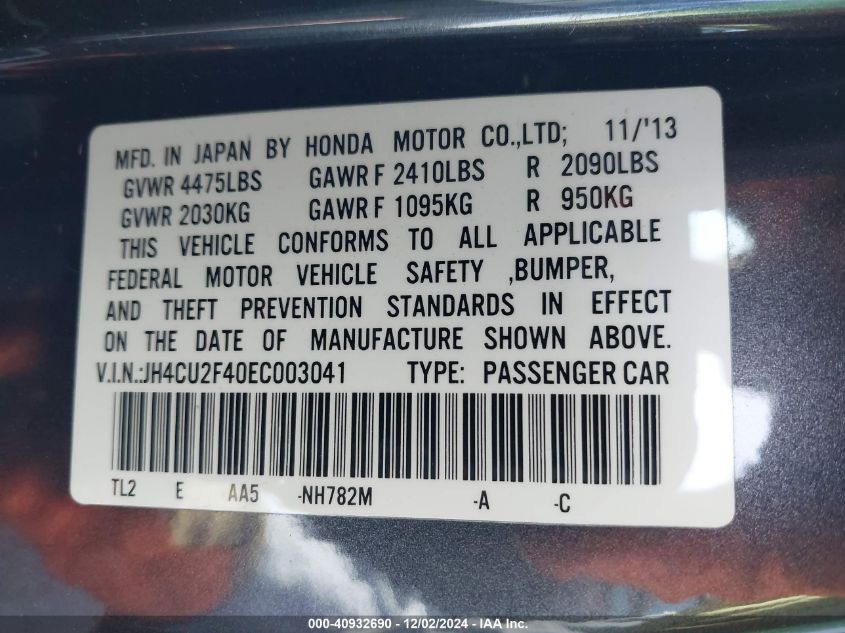 MFD. IN JAPAN BY HONDA MOTOR CO.,LTD; 11/'13
GVWR 4475LBS GAWR F 2410LBS R 2090LBS
GVWR 2030KG GAWR F 1095KG R 950KG
THIS VEHICLE CONFORMS TO ALL APPLICABLE
FEDERAL MOTOR VEHICLE SAFETY ,BUMPER,
AND THEFT PREVENTION STANDARDS IN EFFECT
ON THE DATE OF MANUFACTURE SHOWN ABOVE.
V.I.N.:JH4CU2F40EC003041 TYPE: PASSENGER CAR
TL2 E AA5 -NH782M -A -C
000-40932690 - 12/02/2024 - IAAI.com